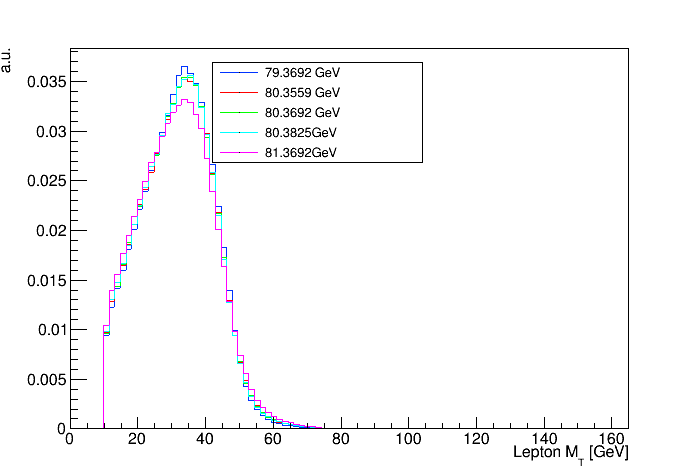 a.u.
79.3692 GeV
80.3559 GeV
80.3692 GeV
80.3825GeV
81.3692GeV
0.035
0.03
0.025
0.02
0.015
0.01
0.005
0
0 20 40 60 80 100 120 140 160
Lepton M_T [GeV]